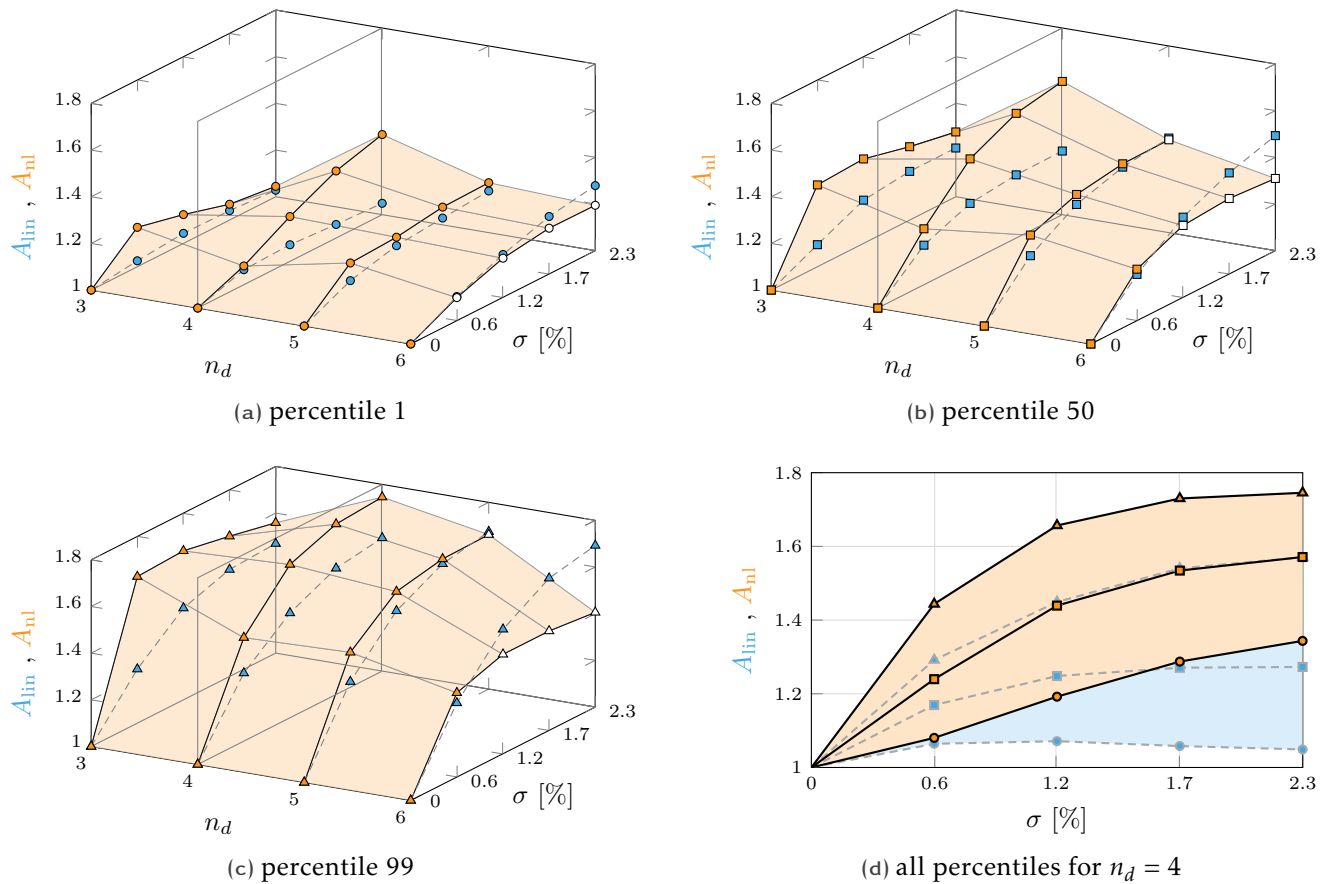 1.8
1.6
1.4
1.2
1
A_lin , A_nl
3
4
5
6
n_d
0
0.6
1.2
1.7
2.3
σ [%]
(a) percentile 1
1.8
1.6
1.4
1.2
1
A_lin , A_nl
3
4
5
6
n_d
0
0.6
1.2
1.7
2.3
σ [%]
(b) percentile 50
1.8
1.6
1.4
1.2
1
A_lin , A_nl
3
4
5
6
n_d
0
0.6
1.2
1.7
2.3
σ [%]
(c) percentile 99
1.8
1.6
1.4
1.2
1
A_lin , A_nl
0 0.6 1.2 1.7 2.3
σ [%]
(d) all percentiles for n_d = 4